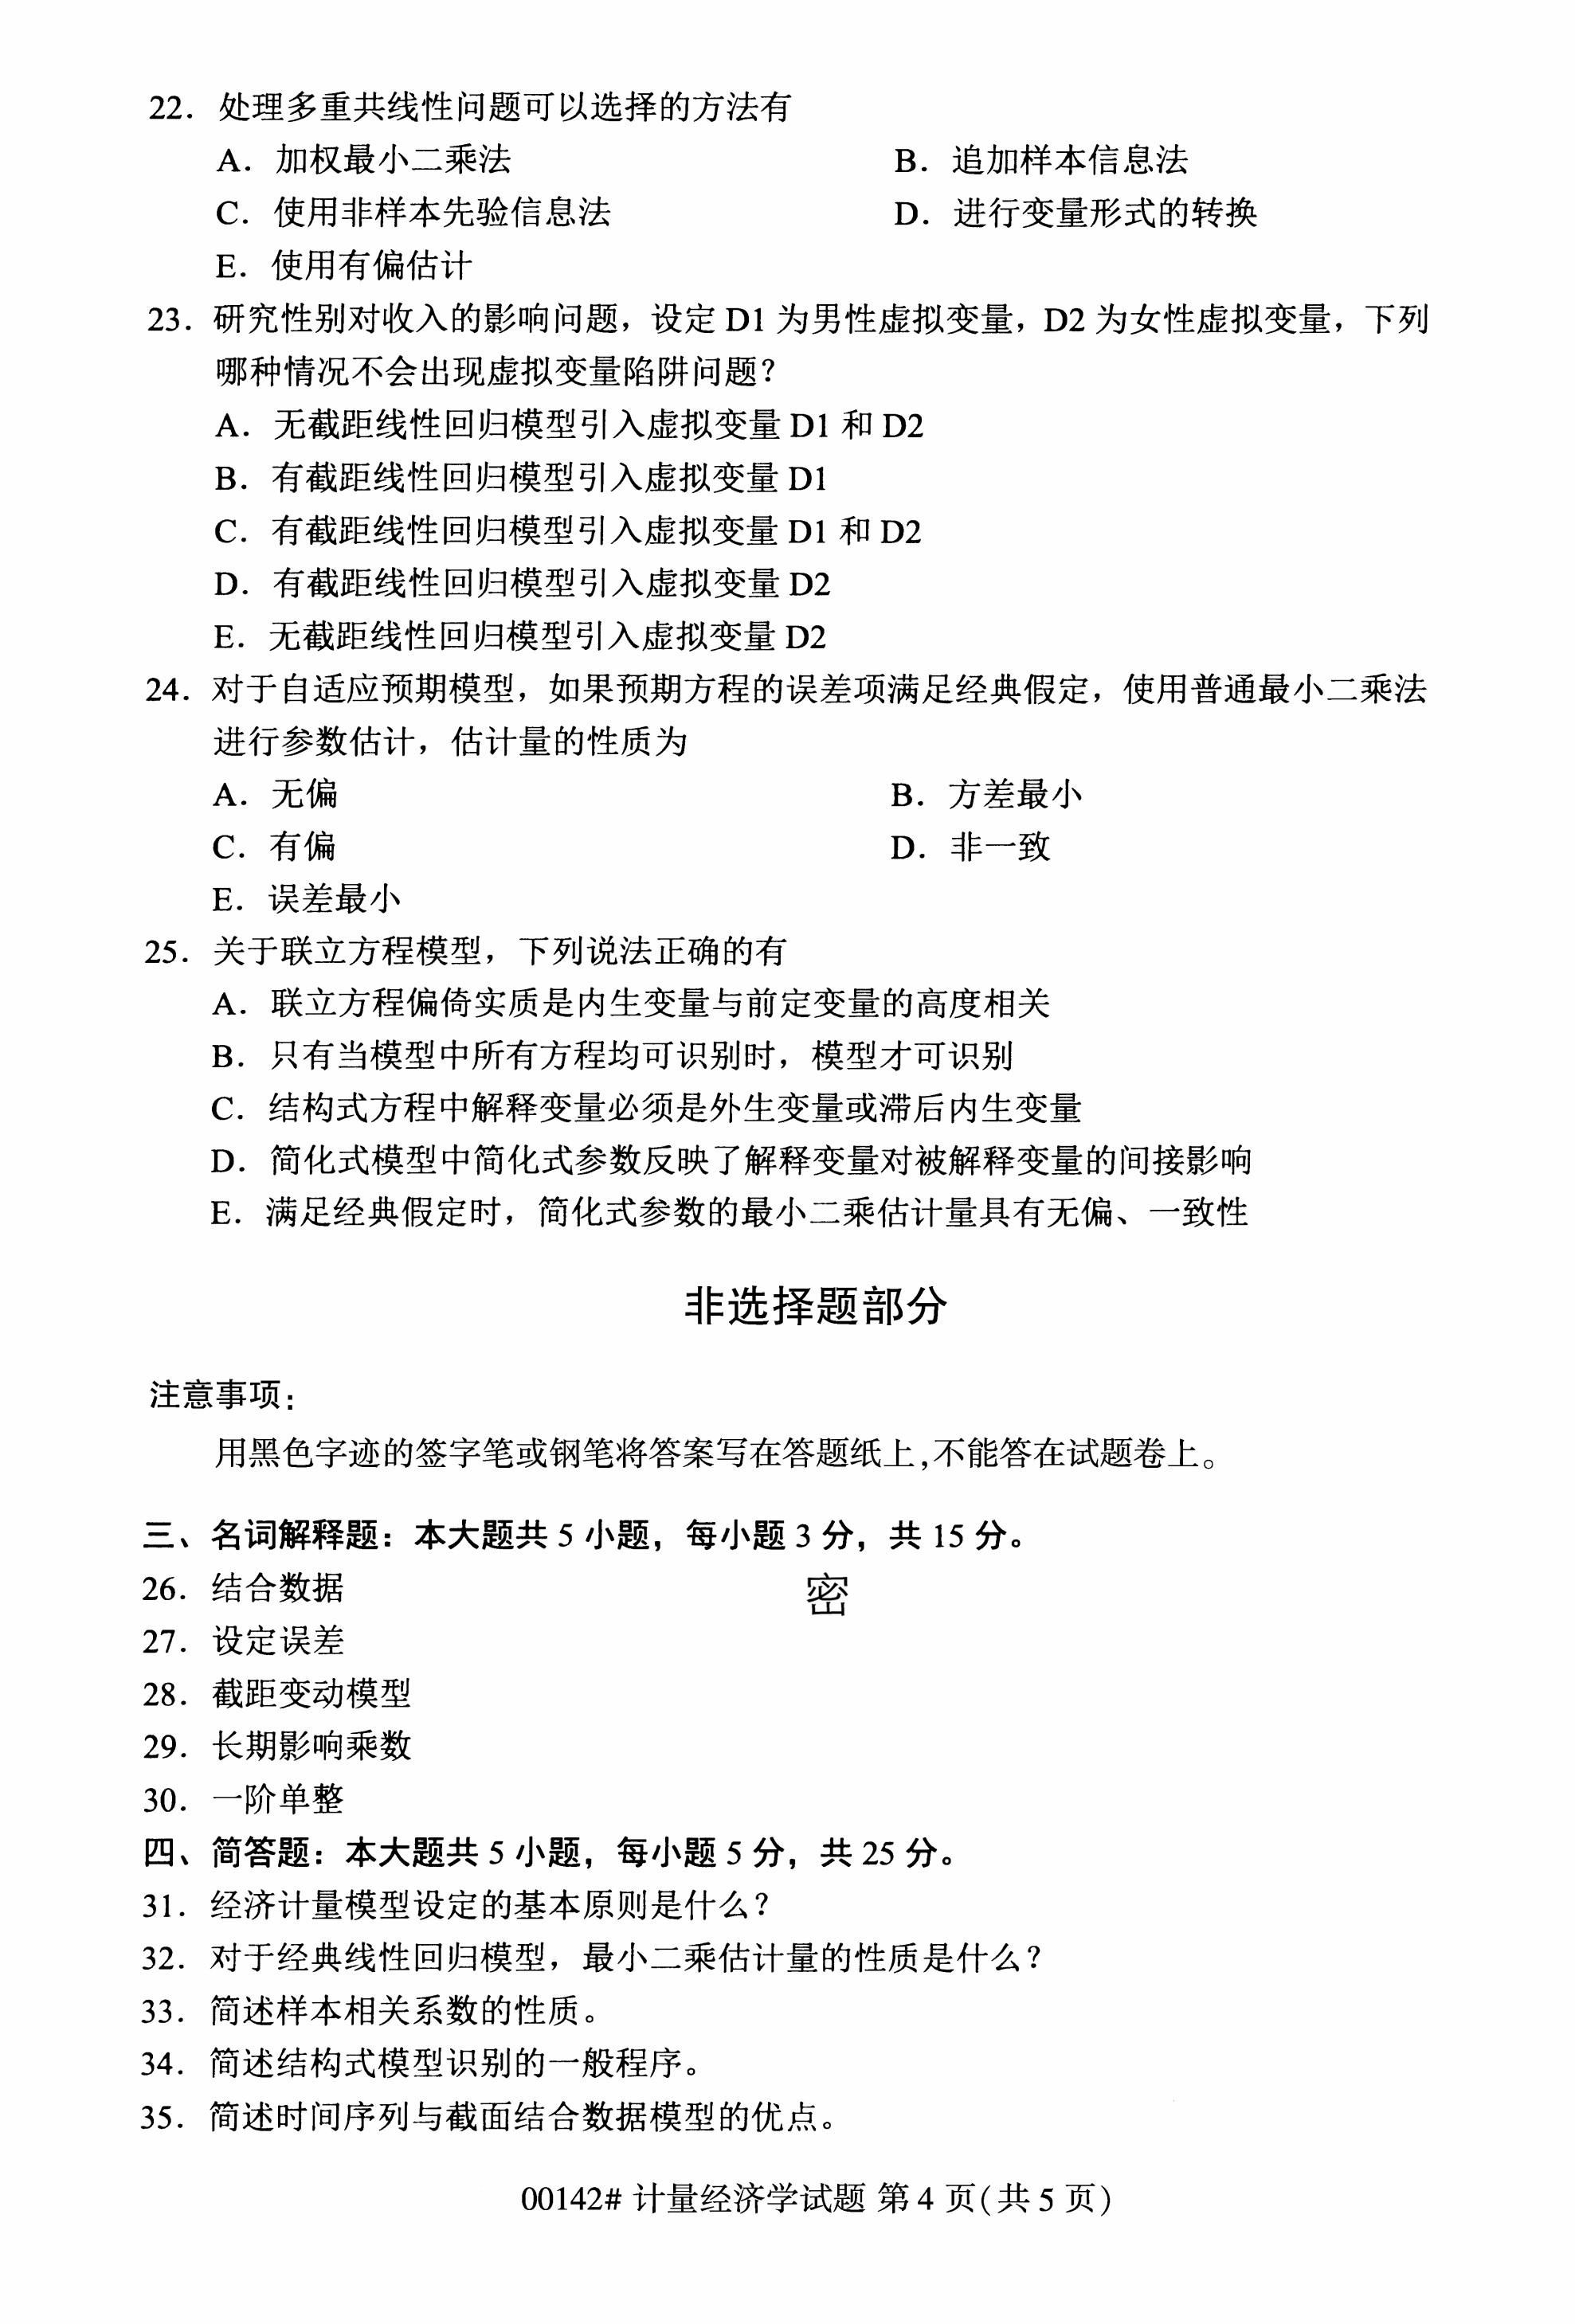 22．处理多重共线性问题可以选择的方法有
A．加权最小二乘法 B．追加样本信息法
C．使用非样本先验信息法 D．进行变量形式的转换
E．使用有偏估计
23．研究性别对收入的影响问题，设定 D1 为男性虚拟变量，D2 为女性虚拟变量，下列
哪种情况不会出现虚拟变量陷阱问题？
A．无截距线性回归模型引入虚拟变量 D1 和 D2
B．有截距线性回归模型引入虚拟变量 D1
C．有截距线性回归模型引入虚拟变量 D1 和 D2
D．有截距线性回归模型引入虚拟变量 D2
E．无截距线性回归模型引入虚拟变量 D2
24．对于自适应预期模型，如果预期方程的误差项满足经典假定，使用普通最小二乘法
进行参数估计，估计量的性质为
A．无偏 B．方差最小
C．有偏 D．非一致
E．误差最小
25．关于联立方程模型，下列说法正确的有
A．联立方程偏倚实质是内生变量与前定变量的高度相关
B．只有当模型中所有方程均可识别时，模型才可识别
C．结构式方程中解释变量必须是外生变量或滞后内生变量
D．简化式模型中简化式参数反映了解释变量对被解释变量的间接影响
E．满足经典假定时，简化式参数的最小二乘估计量具有无偏、一致性
非选择题部分
注意事项：
用黑色字迹的签字笔或钢笔将答案写在答题纸上,不能答在试题卷上。
三、名词解释题：本大题共 5 小题，每小题 3 分，共 15 分。
26．结合数据 密
27．设定误差
28．截距变动模型
29．长期影响乘数
30．一阶单整
四、简答题：本大题共 5 小题，每小题 5 分，共 25 分。
31．经济计量模型设定的基本原则是什么？
32．对于经典线性回归模型，最小二乘估计量的性质是什么？
33．简述样本相关系数的性质。
34．简述结构式模型识别的一般程序。
35．简述时间序列与截面结合数据模型的优点。
00142# 计量经济学试题 第 4 页(共 5 页)